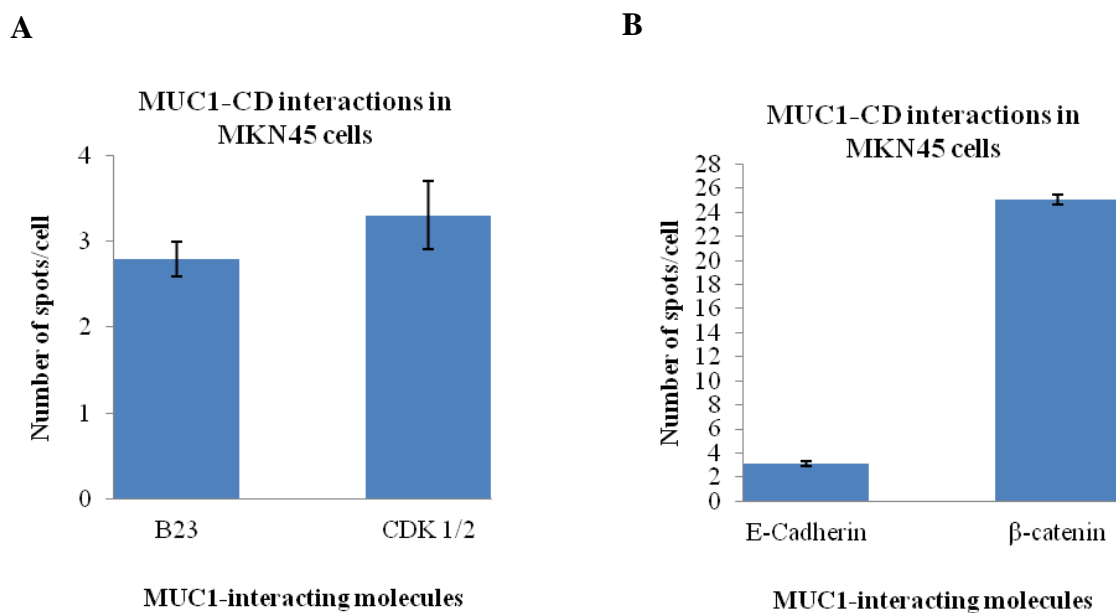 A
MUC1-CD interactions in
MKN45 cells
Number of spots/cell
4
3
2
1
0
B23 CDK 1/2
MUC1-interacting molecules
B
MUC1-CD interactions in
MKN45 cells
Number of spots/cell
28
26
24
22
20
18
16
14
12
10
8
6
4
2
0
E-Cadherin β-catenin
MUC1-interacting molecules